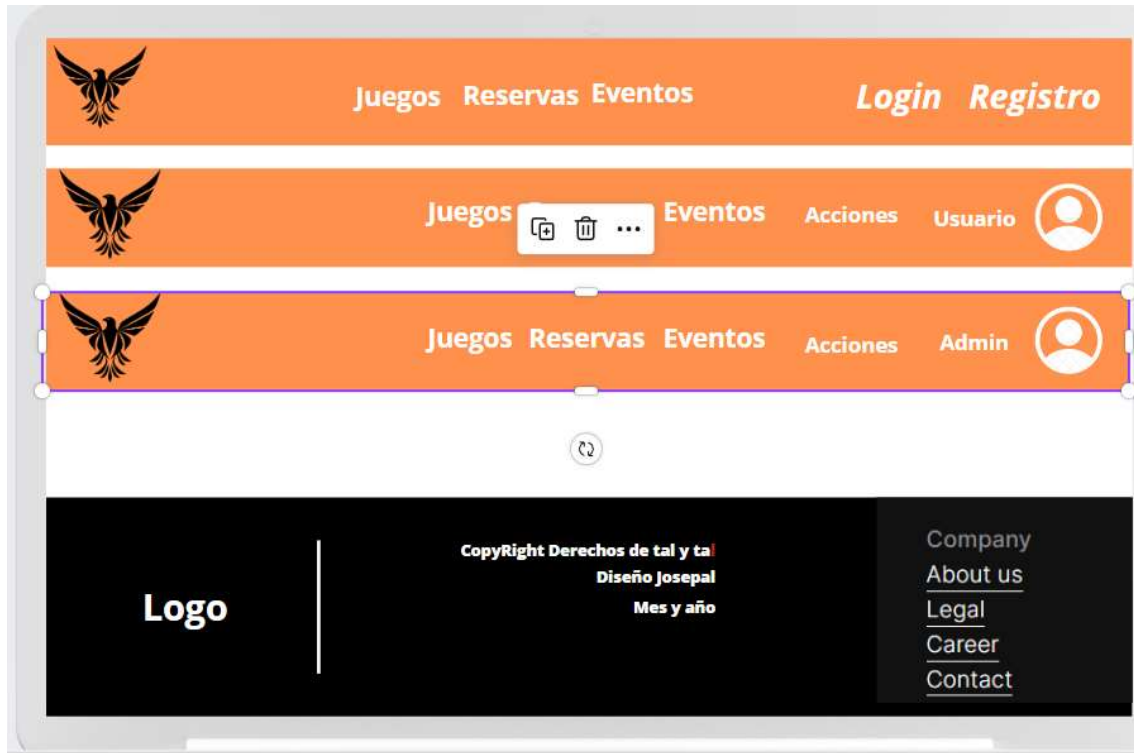 Juegos Reservas Eventos Login Registro
Juegos Eventos Acciones Usuario
Juegos Reservas Eventos Acciones Admin
Logo
CopyRight Derechos de tal y tal
Diseño Josepal
Mes y año
Company
About us
Legal
Career
Contact